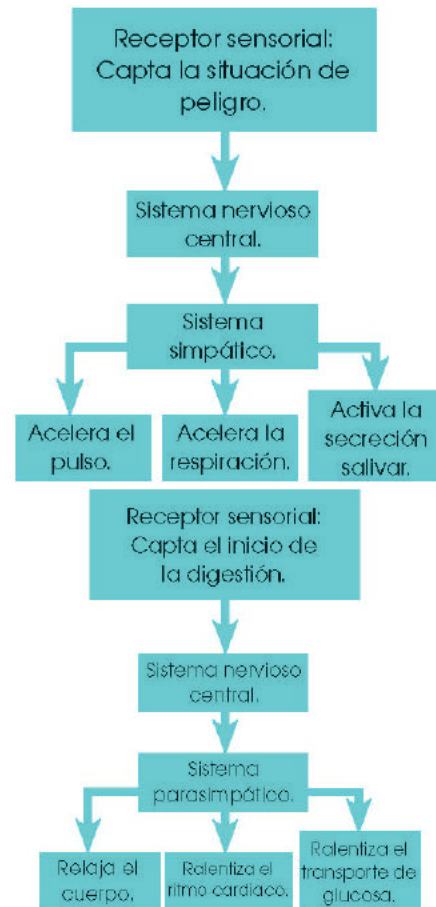 Receptor sensorial:
Capta la situación de
peligro.
Sistema nervioso
central.
Sistema
simpático.
Acelera el
pulso.
Acelera la
respiración.
Activa la
secreción
salivar.
Receptor sensorial:
Capta el inicio de
la digestión.
Sistema nervioso
central.
Sistema
parasimpático.
Relaja el
cuerpo.
Ralentiza el
ritmo cardiaco.
Ralentiza el
transporte de
glucosa.